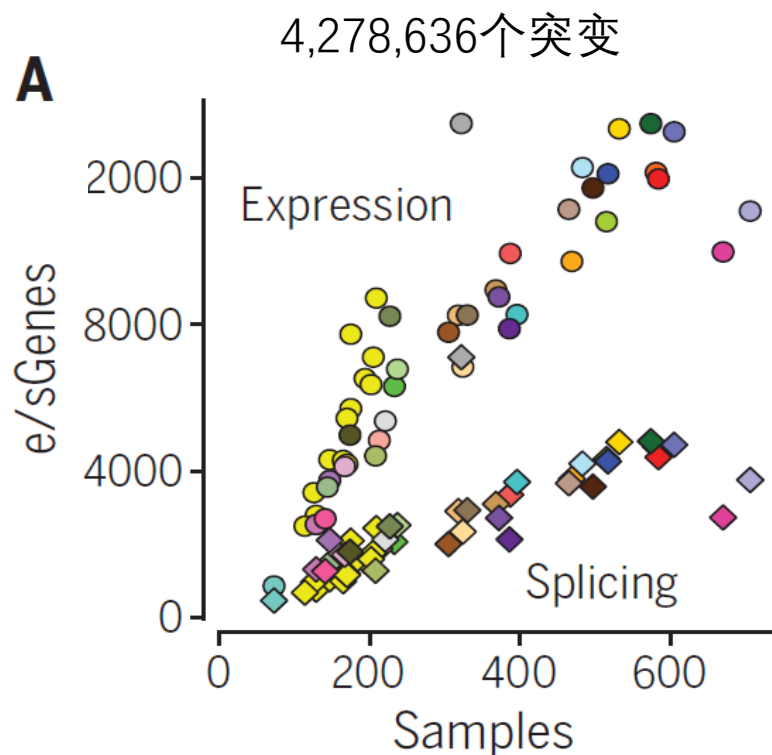 4,278,636个突变
A
2000
Expression
8000
e/sGenes
4000
Splicing
0
0 200 400 600
Samples